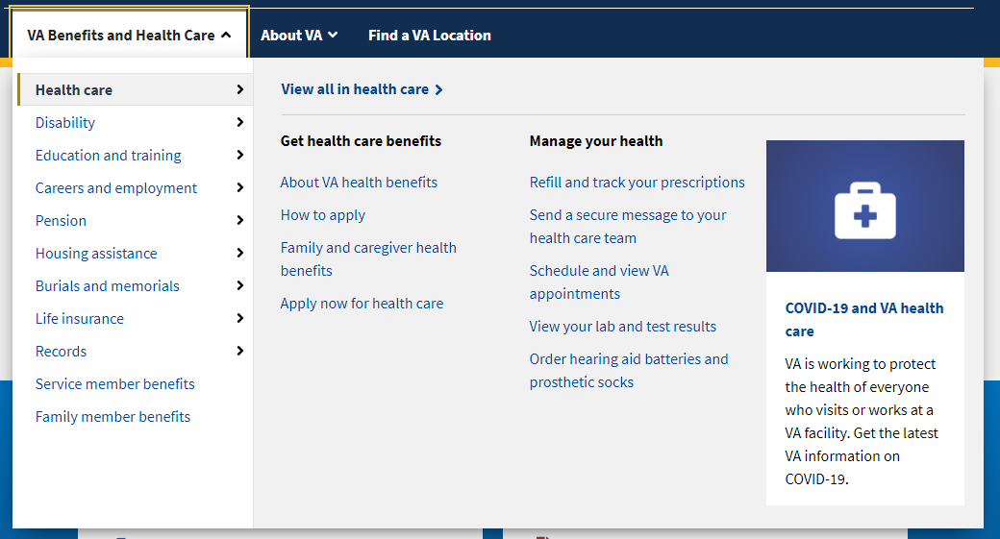 VA Benefits and Health Care
About VA
Find a VA Location
Health care
Disability
Education and training
Careers and employment
Pension
Housing assistance
Burials and memorials
Life insurance
Records
Service member benefits
Family member benefits
View all in health care
Get health care benefits
About VA health benefits
How to apply
Family and caregiver health
benefits
Apply now for health care
Manage your health
Refill and track your prescriptions
Send a secure message to your
health care team
Schedule and view VA
appointments
View your lab and test results
Order hearing aid batteries and
prosthetic socks
COVID-19 and VA health
care
VA is working to protect
the health of everyone
who visits or works at a
VA facility. Get the latest
VA information on
COVID-19.